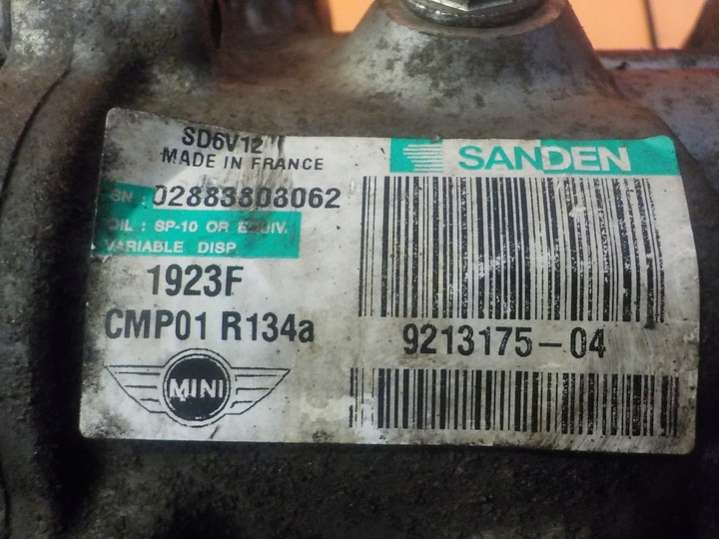 SD6V12
MADE IN FRANCE
SANDEN
SN : 02883803062
OIL : SP-10 OR EQUIV.
VARIABLE DISP.
1923F
CMP01 R134a
9213175-04
MINI